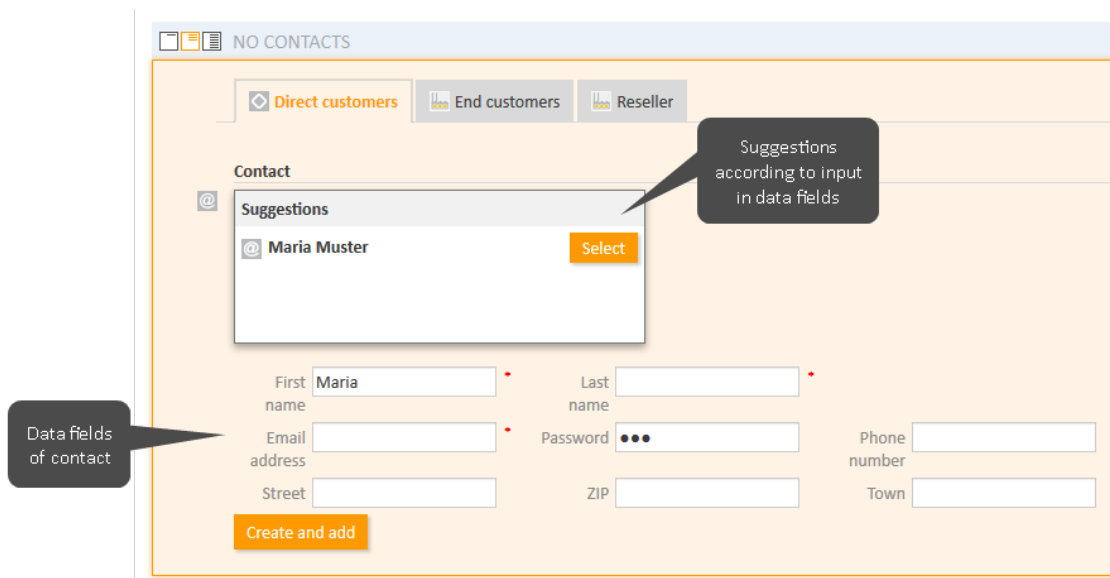 NO CONTACTS
Direct customers End customers Reseller
Suggestions
according to input
in data fields
Contact
@
Suggestions
@ Maria Muster Select
First name Maria * Last name *
Data fields
of contact
Email address * Password ●●● Phone number
Street ZIP Town
Create and add